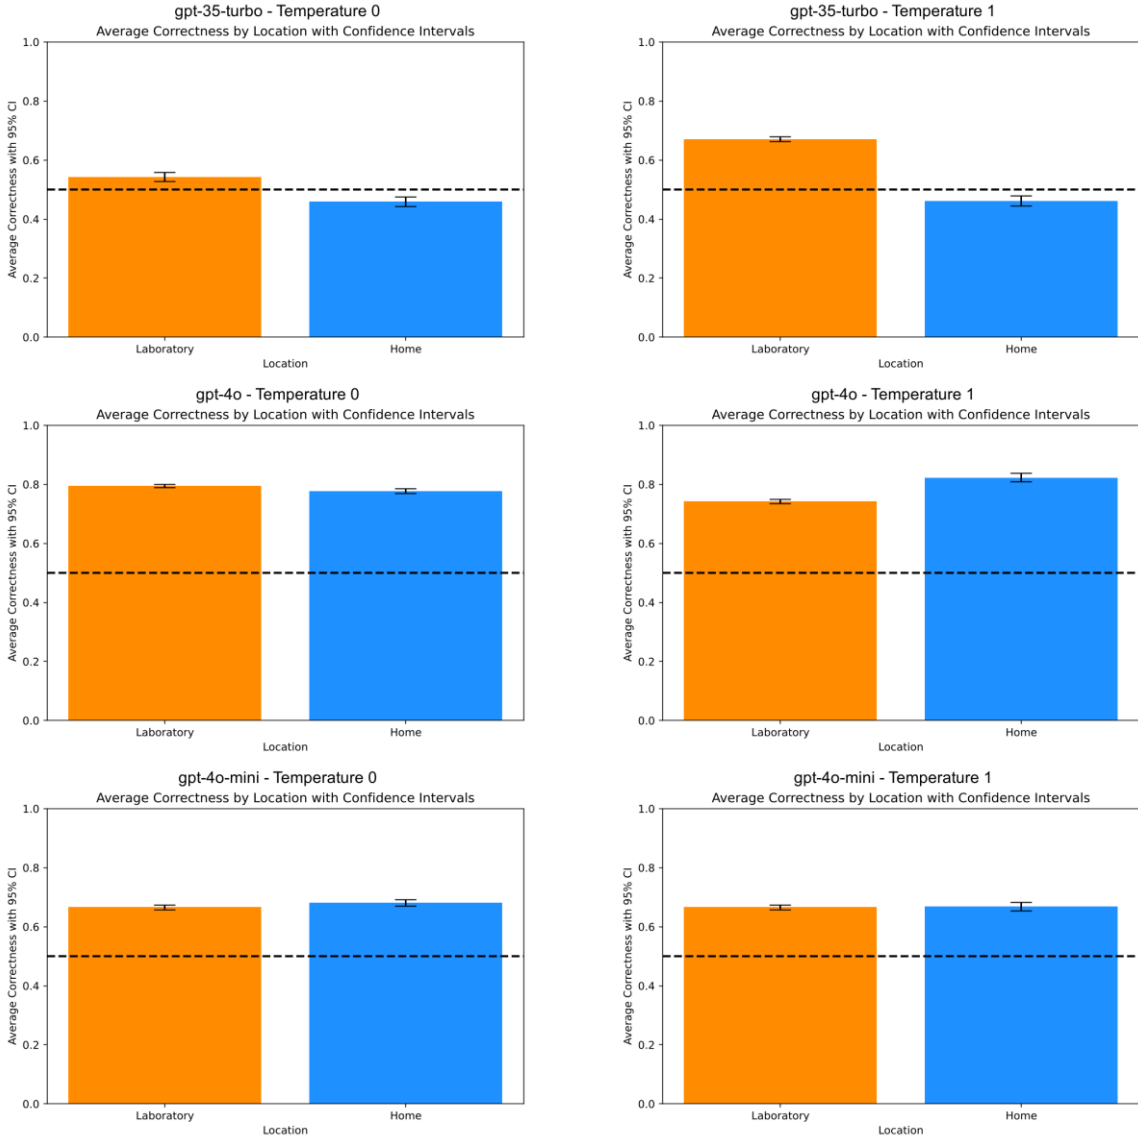 gpt-35-turbo - Temperature 0
Average Correctness by Location with Confidence Intervals
Average Correctness with 95% CI
1.0
0.8
0.6
0.4
0.2
0.0
Laboratory Home
Location
gpt-35-turbo - Temperature 1
Average Correctness by Location with Confidence Intervals
Average Correctness with 95% CI
1.0
0.8
0.6
0.4
0.2
0.0
Laboratory Home
Location
gpt-4o - Temperature 0
Average Correctness by Location with Confidence Intervals
Average Correctness with 95% CI
1.0
0.8
0.6
0.4
0.2
0.0
Laboratory Home
Location
gpt-4o - Temperature 1
Average Correctness by Location with Confidence Intervals
Average Correctness with 95% CI
1.0
0.8
0.6
0.4
0.2
0.0
Laboratory Home
Location
gpt-4o-mini - Temperature 0
Average Correctness by Location with Confidence Intervals
Average Correctness with 95% CI
1.0
0.8
0.6
0.4
0.2
0.0
Laboratory Home
Location
gpt-4o-mini - Temperature 1
Average Correctness by Location with Confidence Intervals
Average Correctness with 95% CI
1.0
0.8
0.6
0.4
0.2
0.0
Laboratory Home
Location